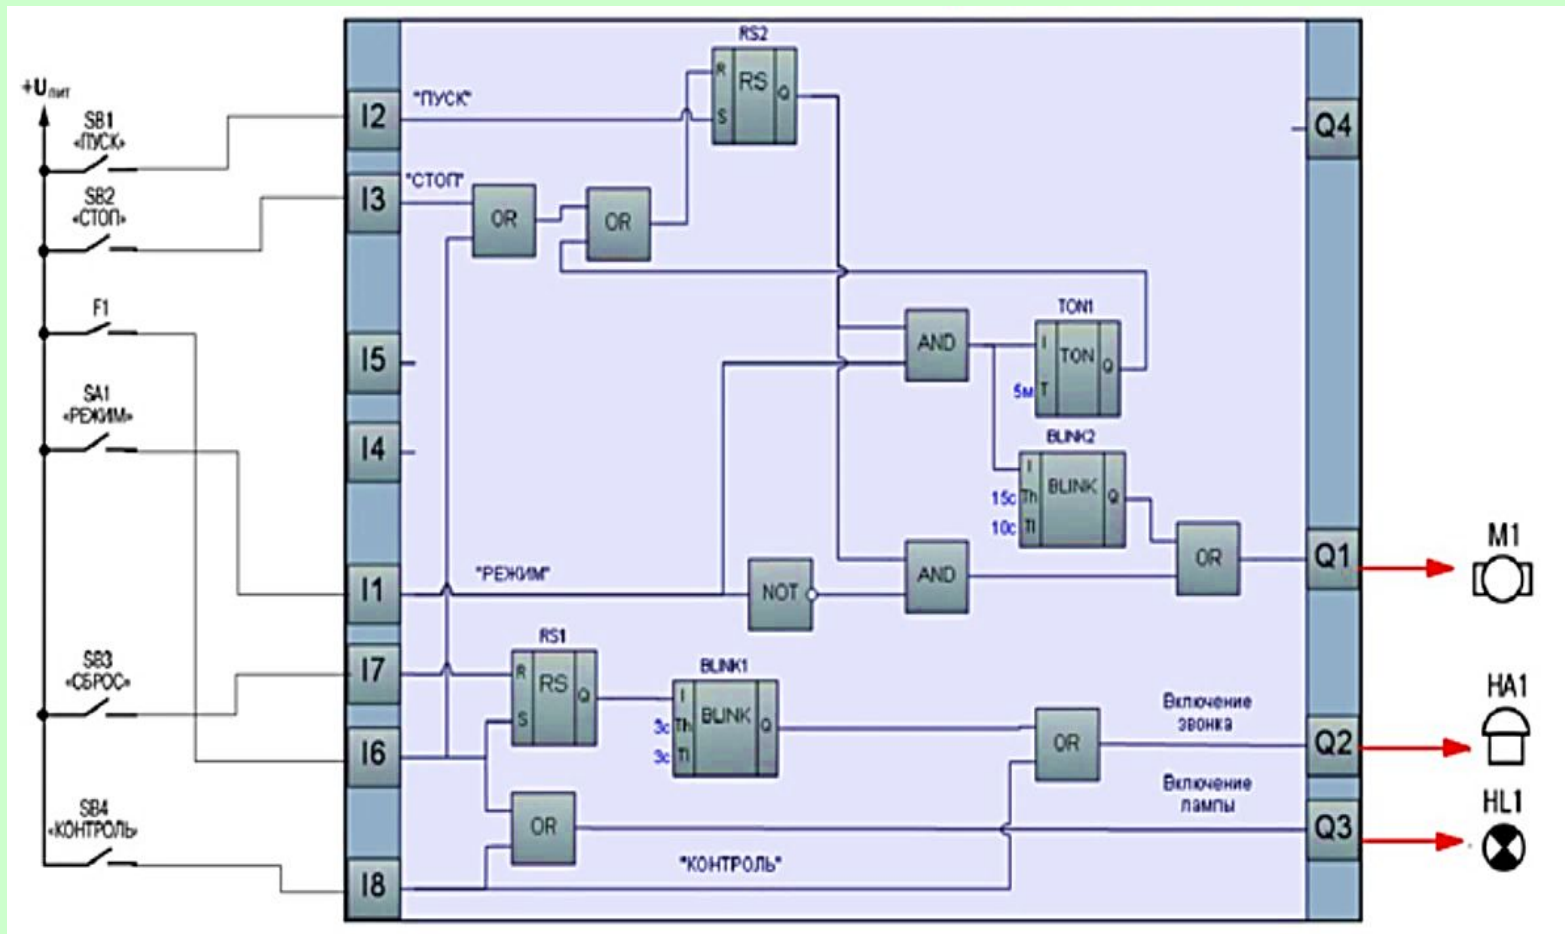 +Uпит
SB1
«ПУСК»
SB2
«СТОП»
F1
SA1
«РЕЖИМ»
SB3
«СБРОС»
SB4
«КОНТРОЛЬ»
I2
I3
I5
I4
I1
I7
I6
I8
"ПУСК"
"СТОП"
OR
OR
RS2
R
RS
Q
S
AND
TON1
I
TON
Q
5м
T
BLINK2
I
BLINK
15с
Th
Q
10с
Tl
"РЕЖИМ"
NOT
AND
OR
RS1
R
RS
Q
S
BLINK1
I
BLINK
3с
Th
Q
3с
Tl
OR
OR
"КОНТРОЛЬ"
Включение
звонка
Включение
лампы
Q4
Q1
Q2
Q3
M1
HA1
HL1